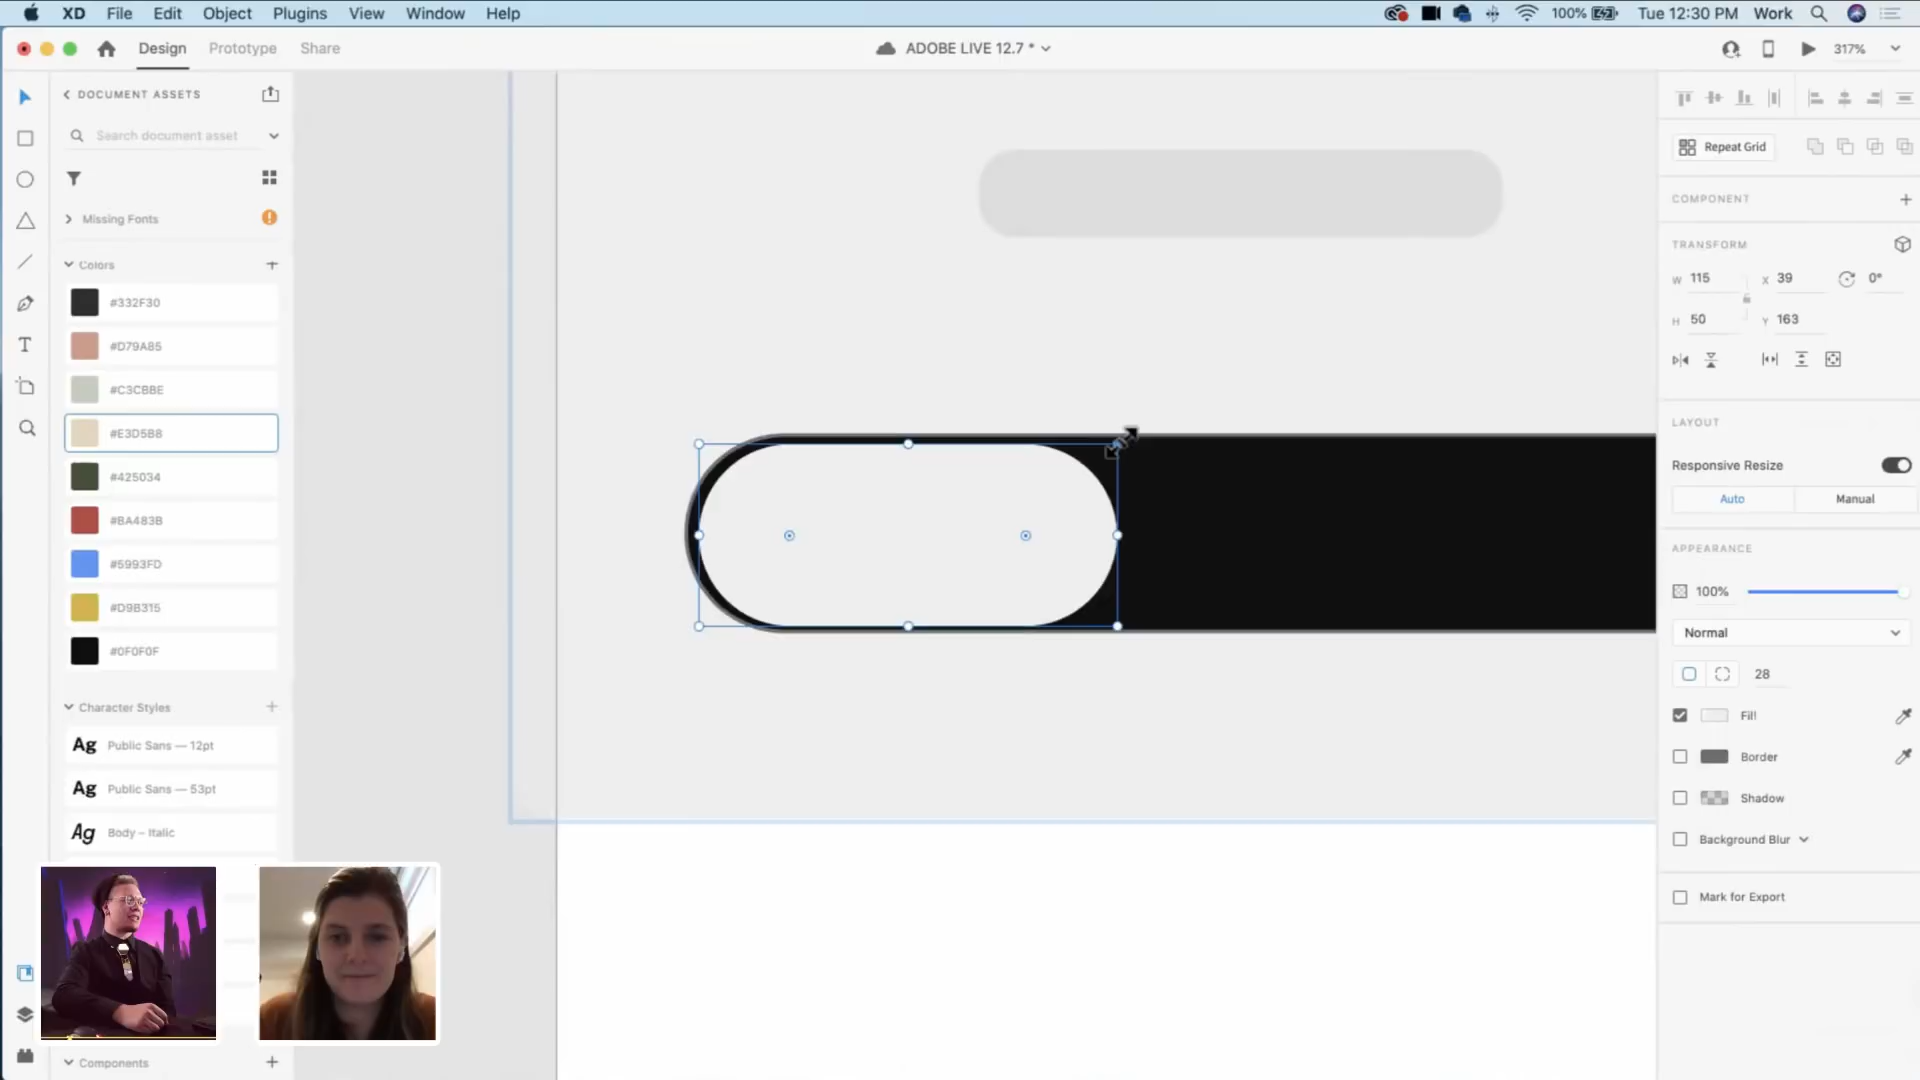 XD File Edit Object Plugins View Window Help
100% Tue 12:30 PM Work
Design Prototype Share
ADOBE LIVE 12.7 *
317%
DOCUMENT ASSETS
Search document asset
Missing Fonts
Colors
#332F30
#D79A85
#C3CBBE
#E3D5B8
#425034
#BA483B
#5993FD
#D9B315
#0F0F0F
Character Styles
Ag Public Sans — 12pt
Ag Public Sans — 53pt
Ag Body – Italic
Components
Repeat Grid
COMPONENT
TRANSFORM
W 115 X 39 0°
H 50 Y 163
LAYOUT
Responsive Resize
Auto Manual
APPEARANCE
100%
Normal
28
Fill
Border
Shadow
Background Blur
Mark for Export